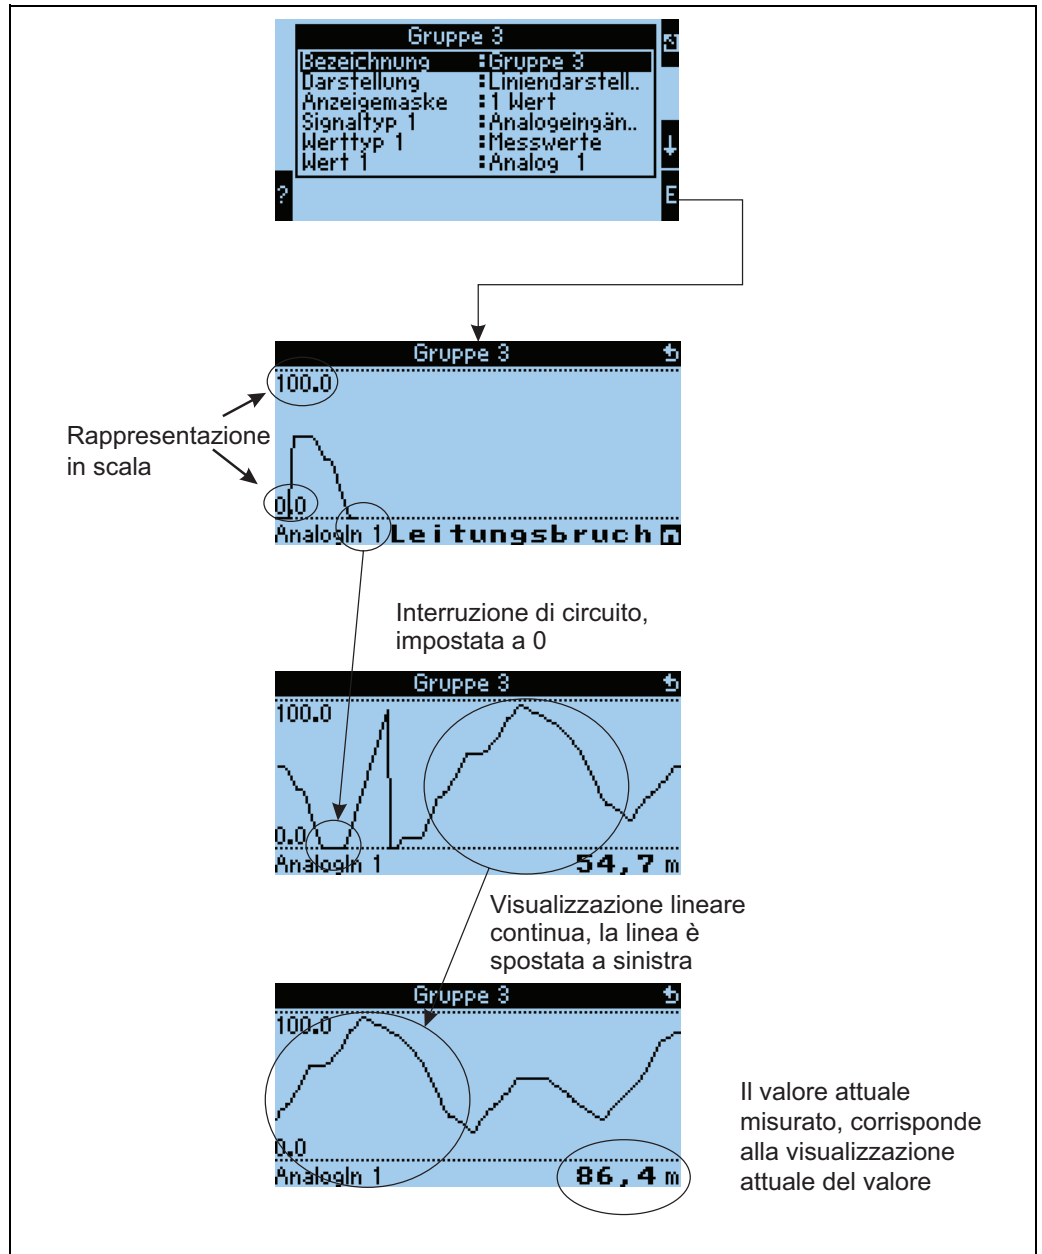 Gruppe 3
Bezeichnung :Gruppe 3
Darstellung :Liniendarstell..
Anzeigemaske :1 Wert
Signaltyp 1 :Analogeingän..
Werttyp 1 :Messwerte
Wert 1 :Analog 1
?
E
Gruppe 3
100.0
Rappresentazione
in scala
0.0
AnalogIn 1 Leitungsbruch
Interruzione di circuito,
impostata a 0
Gruppe 3
100.0
0.0
AnalogIn 1 54,7 m
Visualizzazione lineare
continua, la linea è
spostata a sinistra
Gruppe 3
100.0
0.0
AnalogIn 1 86,4 m
Il valore attuale
misurato, corrisponde
alla visualizzazione
attuale del valore